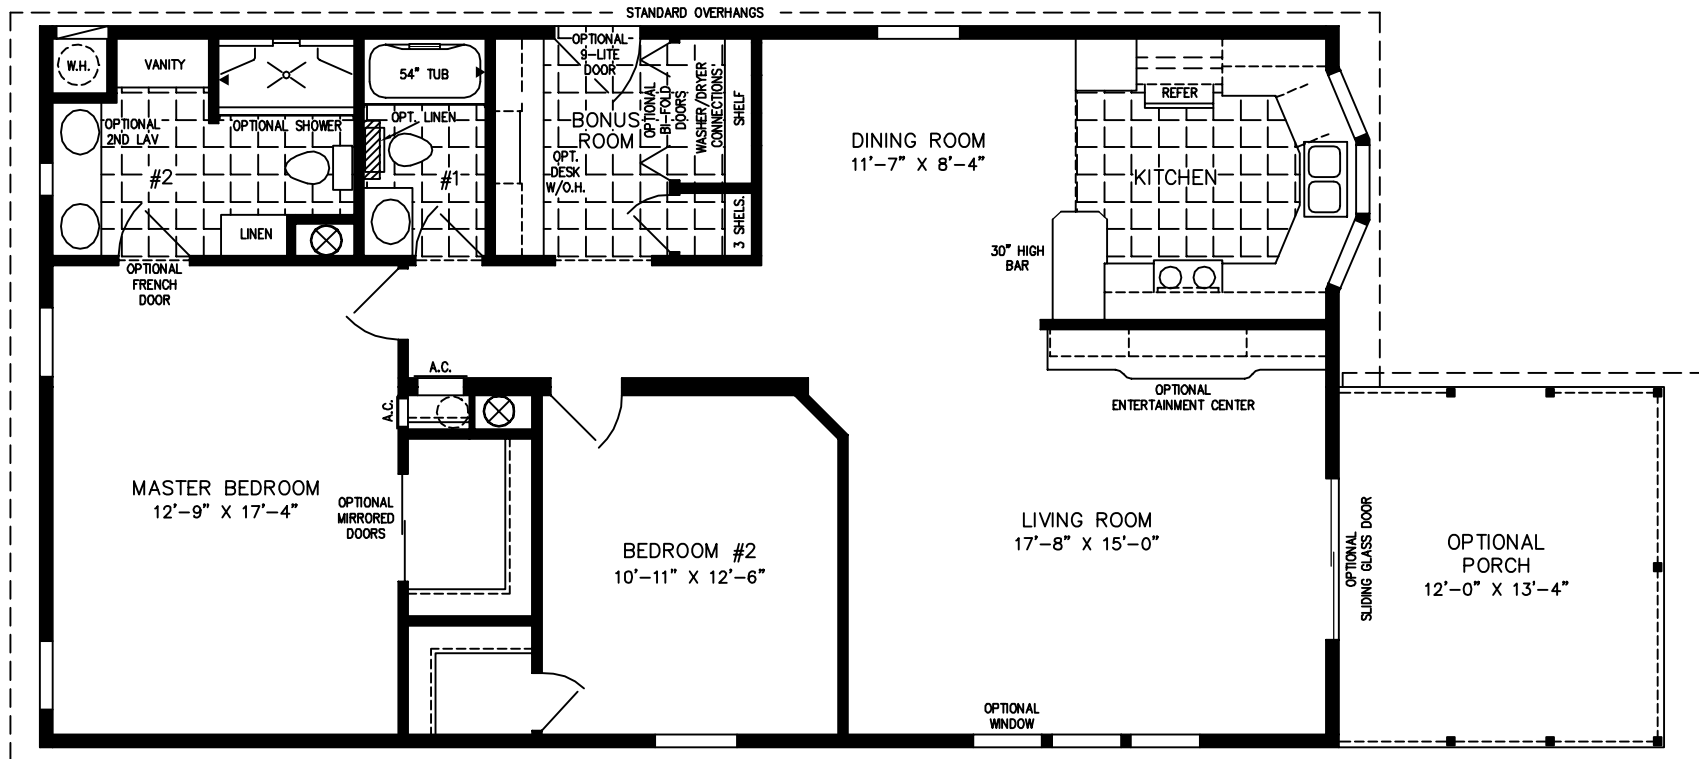 STANDARD OVERHANGS
W.H.
VANITY
54" TUB
OPTIONAL
9-LITE
DOOR
OPTIONAL
2ND LAV
OPTIONAL SHOWER
OPT. LINEN
BONUS
ROOM
OPTIONAL
BI-FOLD
DOORS
WASHER/DRYER
CONNECTIONS
SHELF
#2
#1
OPT.
DESK
W/O.H.
3 SHELS.
LINEN
DINING ROOM
11'-7" X 8'-4"
REFER
KITCHEN
30" HIGH
BAR
OPTIONAL
FRENCH
DOOR
A.C.
A.C.
OPTIONAL
ENTERTAINMENT CENTER
MASTER BEDROOM
12'-9" X 17'-4"
OPTIONAL
MIRRORED
DOORS
BEDROOM #2
10'-11" X 12'-6"
LIVING ROOM
17'-8" X 15'-0"
OPTIONAL
SLIDING GLASS DOOR
OPTIONAL
PORCH
12'-0" X 13'-4"
OPTIONAL
WINDOW